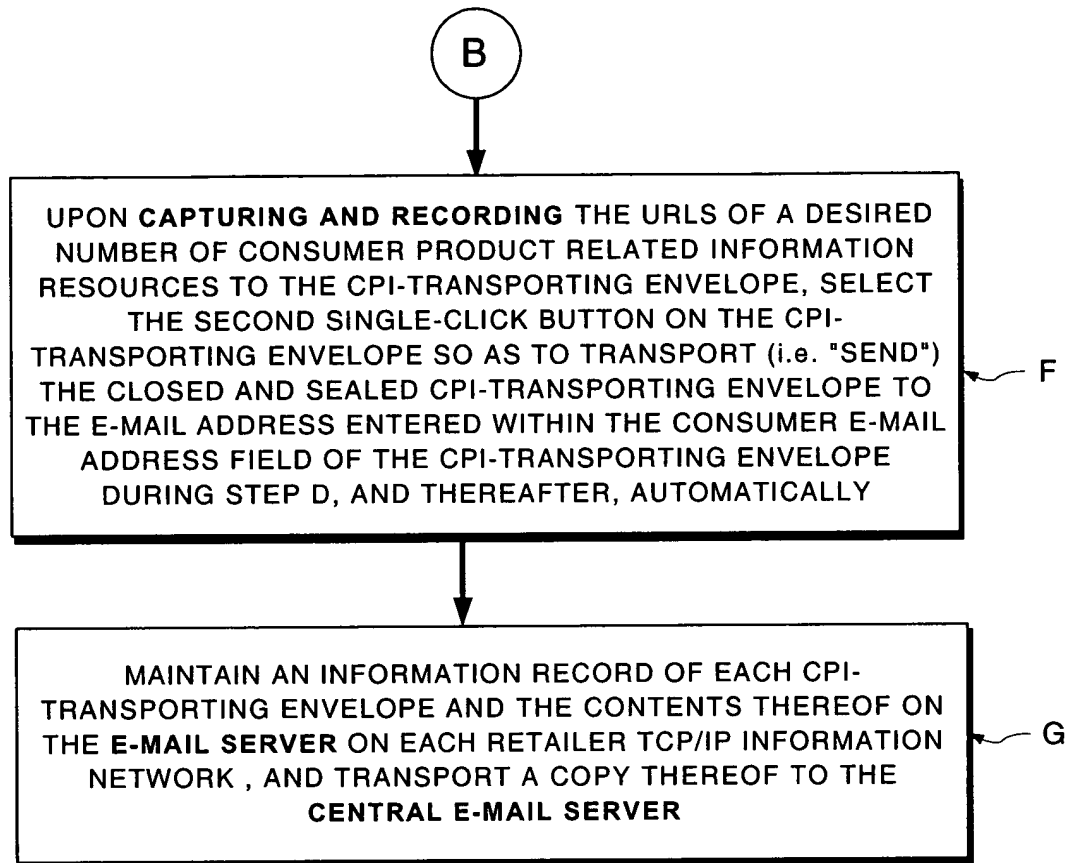 B
UPON CAPTURING AND RECORDING THE URLS OF A DESIRED
NUMBER OF CONSUMER PRODUCT RELATED INFORMATION
RESOURCES TO THE CPI-TRANSPORTING ENVELOPE, SELECT
THE SECOND SINGLE-CLICK BUTTON ON THE CPI-
TRANSPORTING ENVELOPE SO AS TO TRANSPORT (i.e. "SEND")
THE CLOSED AND SEALED CPI-TRANSPORTING ENVELOPE TO
THE E-MAIL ADDRESS ENTERED WITHIN THE CONSUMER E-MAIL
ADDRESS FIELD OF THE CPI-TRANSPORTING ENVELOPE
DURING STEP D, AND THEREAFTER, AUTOMATICALLY
F
MAINTAIN AN INFORMATION RECORD OF EACH CPI-
TRANSPORTING ENVELOPE AND THE CONTENTS THEREOF ON
THE E-MAIL SERVER ON EACH RETAILER TCP/IP INFORMATION
NETWORK , AND TRANSPORT A COPY THEREOF TO THE
CENTRAL E-MAIL SERVER
G